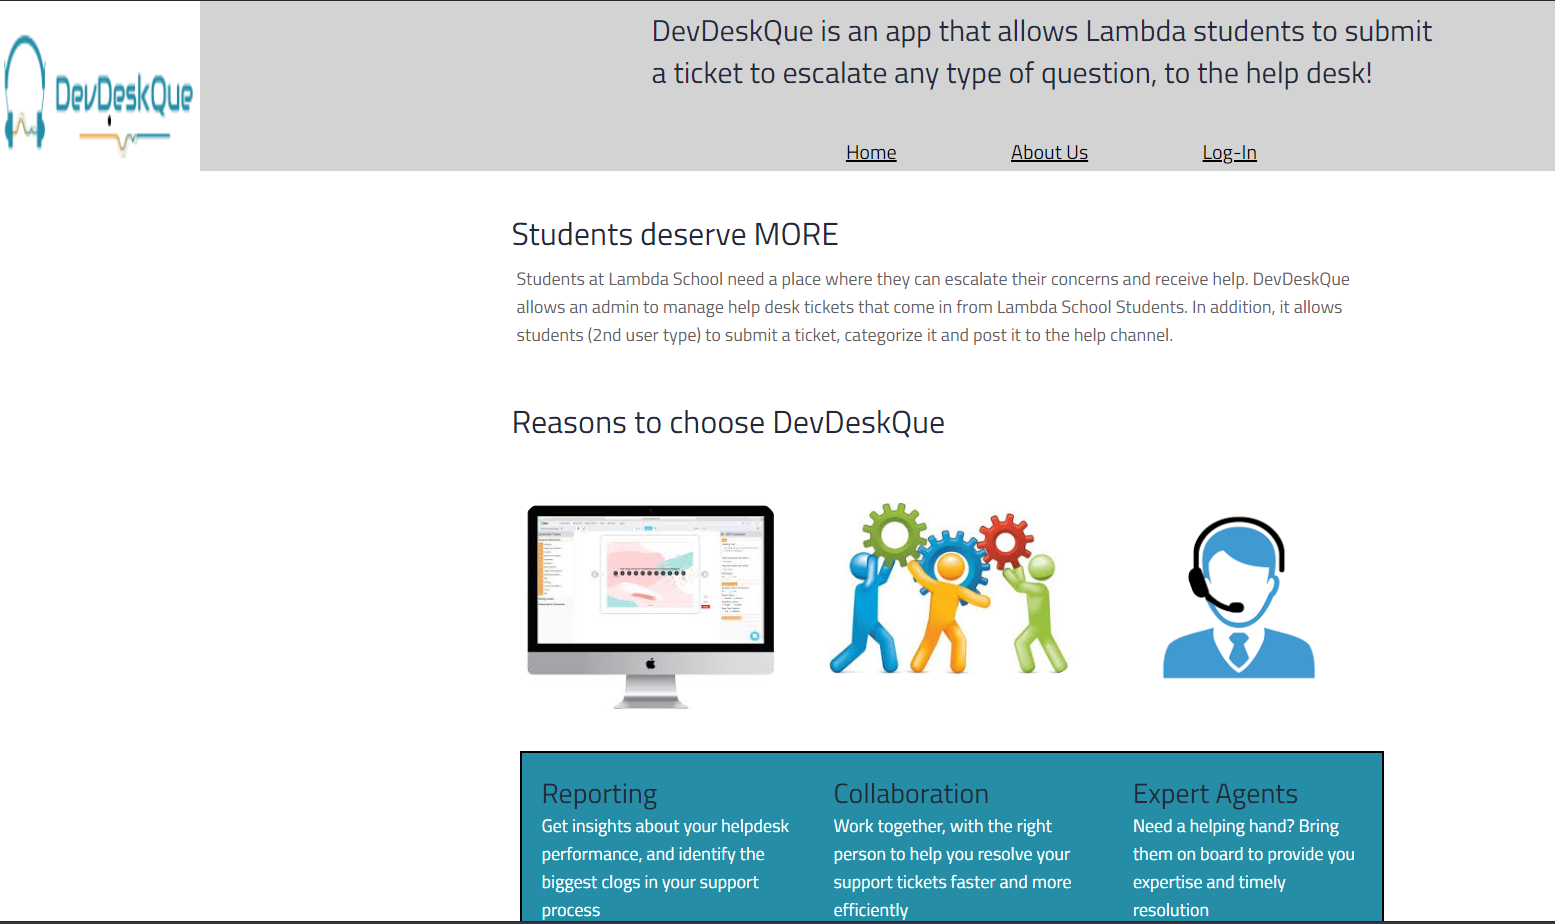 DevDeskQue
DevDeskQue is an app that allows Lambda students to submit
a ticket to escalate any type of question, to the help desk!
Home About Us Log-In
Students deserve MORE
Students at Lambda School need a place where they can escalate their concerns and receive help. DevDeskQue
allows an admin to manage help desk tickets that come in from Lambda School Students. In addition, it allows
students (2nd user type) to submit a ticket, categorize it and post it to the help channel.
Reasons to choose DevDeskQue
Reporting
Get insights about your helpdesk
performance, and identify the
biggest clogs in your support
process
Collaboration
Work together, with the right
person to help you resolve your
support tickets faster and more
efficiently
Expert Agents
Need a helping hand? Bring
them on board to provide you
expertise and timely
resolution